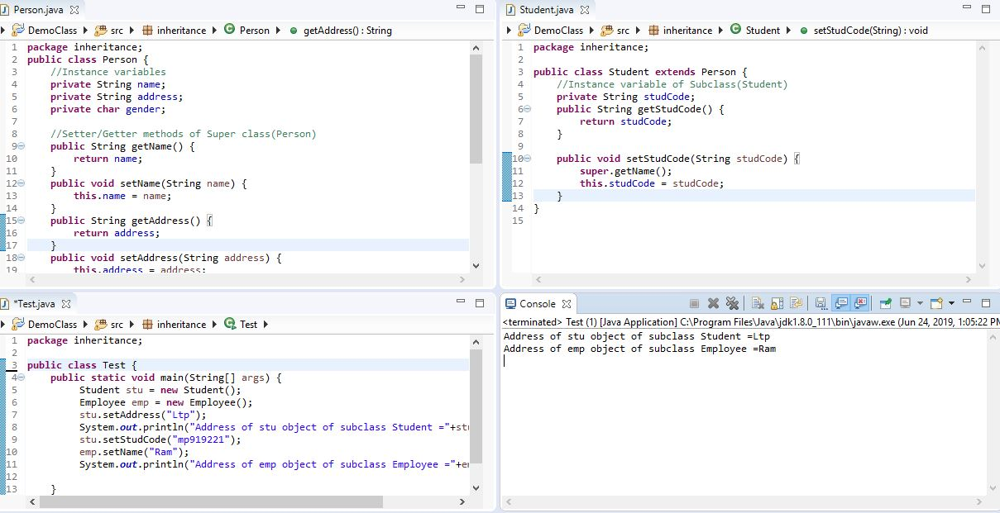 Person.java
DemoClass src inheritance Person getAddress() : String
1 package inheritance;
2 public class Person {
3 //Instance variables
4 private String name;
5 private String address;
6 private char gender;
7
8 //Setter/Getter methods of Super class(Person)
9 public String getName() {
10 return name;
11 }
12 public void setName(String name) {
13 this.name = name;
14 }
15 public String getAddress() {
16 return address;
17 }
18 public void setAddress(String address) {
19 this.address = address;
Student.java
DemoClass src inheritance Student setStudCode(String) : void
1 package inheritance;
2
3 public class Student extends Person {
4 //Instance variable of Subclass(Student)
5 private String studCode;
6 public String getStudCode() {
7 return studCode;
8 }
9
10 public void setStudCode(String studCode) {
11 super.getName();
12 this.studCode = studCode;
13 }
14 }
15
*Test.java
DemoClass src inheritance Test
1 package inheritance;
2
3 public class Test {
4 public static void main(String[] args) {
5 Student stu = new Student();
6 Employee emp = new Employee();
7 stu.setAddress("Ltp");
8 System.out.println("Address of stu object of subclass Student ="+stu
9 stu.setStudCode("mp919221");
10 emp.setName("Ram");
11 System.out.println("Address of emp object of subclass Employee ="+em
12
13 }
Console
<terminated> Test (1) [Java Application] C:\Program Files\Java\jdk1.8.0_111\bin\javaw.exe (Jun 24, 2019, 1:05:22 PM
Address of stu object of subclass Student =Ltp
Address of emp object of subclass Employee =Ram